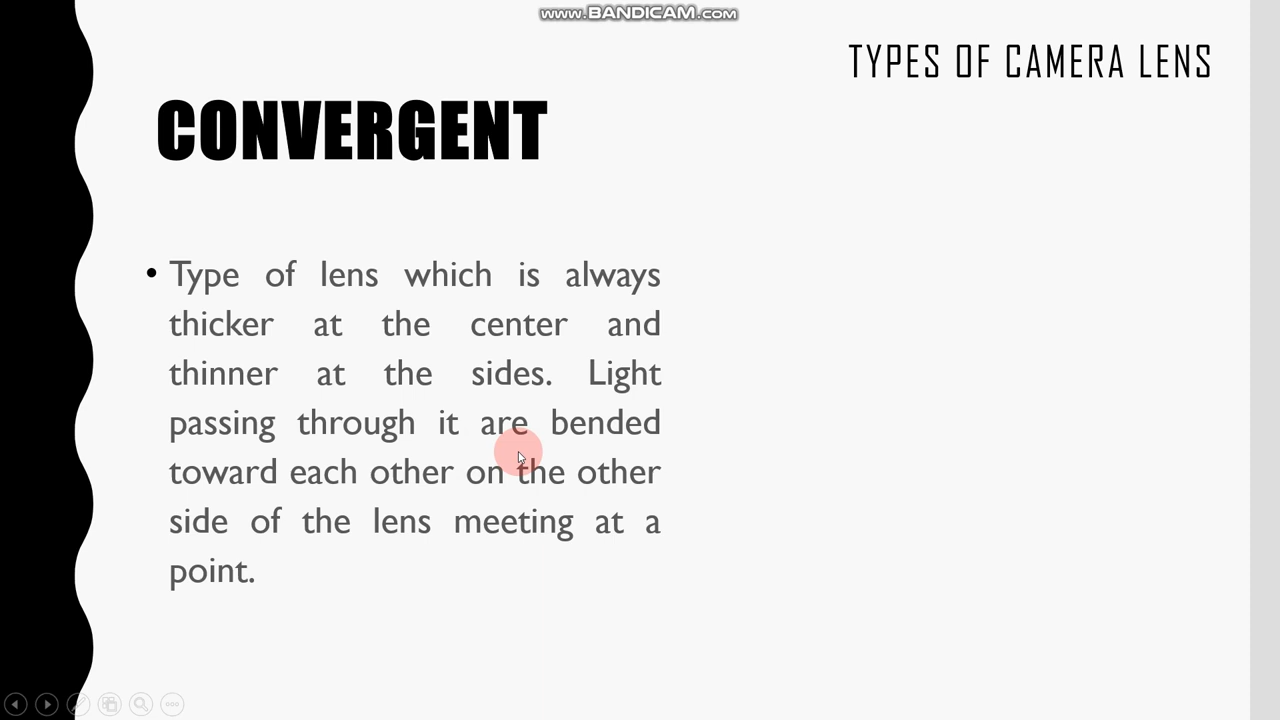 www.BANDICAM.com
TYPES OF CAMERA LENS
CONVERGENT
• Type of lens which is always
thicker at the center and
thinner at the sides. Light
passing through it are bended
toward each other on the other
side of the lens meeting at a
point.